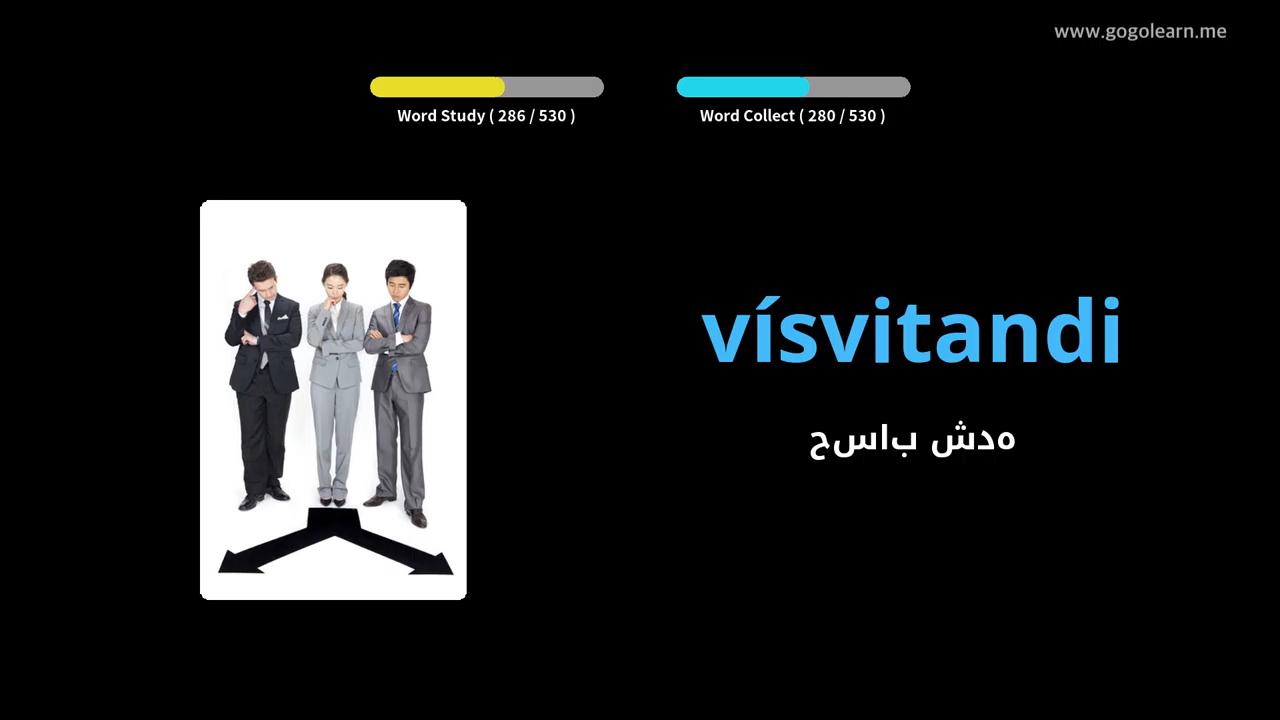 www.gogolearn.me
Word Study ( 286 / 530 )
Word Collect ( 280 / 530 )
vísvitandi
حساب شده